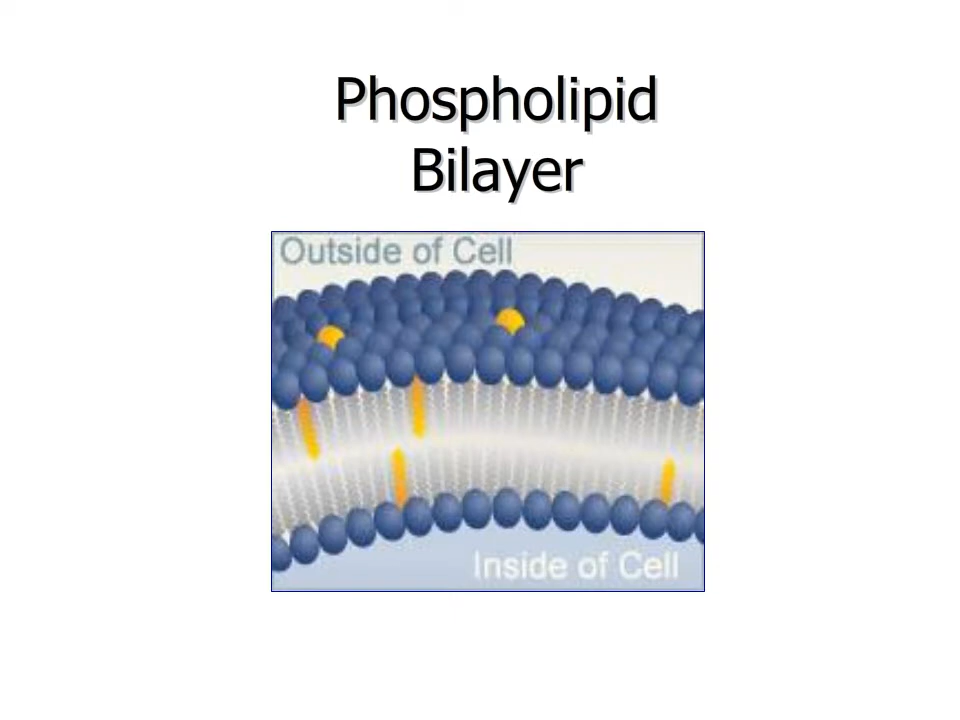 Phospholipid
Bilayer
Outside of Cell
Inside of Cell